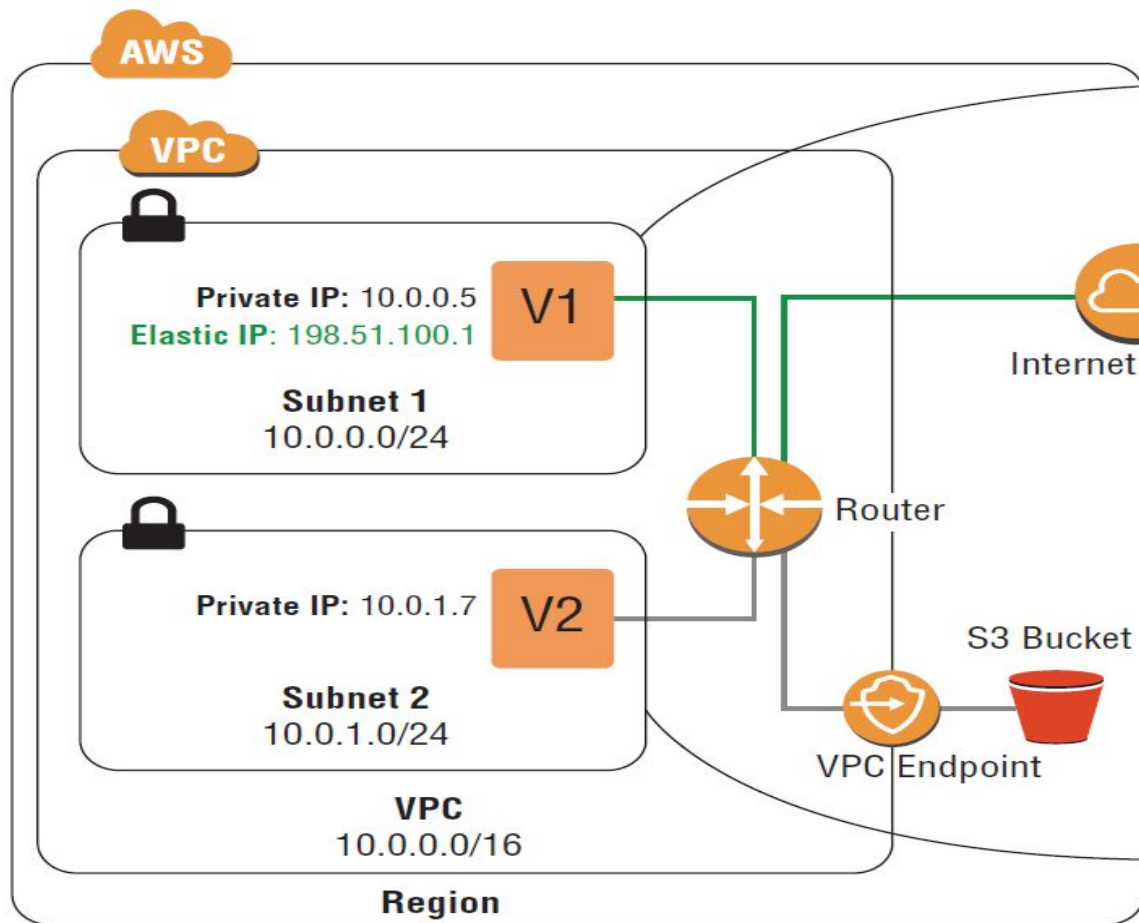 AWS
VPC
Private IP: 10.0.0.5
Elastic IP: 198.51.100.1
V1
Subnet 1
10.0.0.0/24
Internet
Router
Private IP: 10.0.1.7
V2
Subnet 2
10.0.1.0/24
S3 Bucket
VPC Endpoint
VPC
10.0.0.0/16
Region